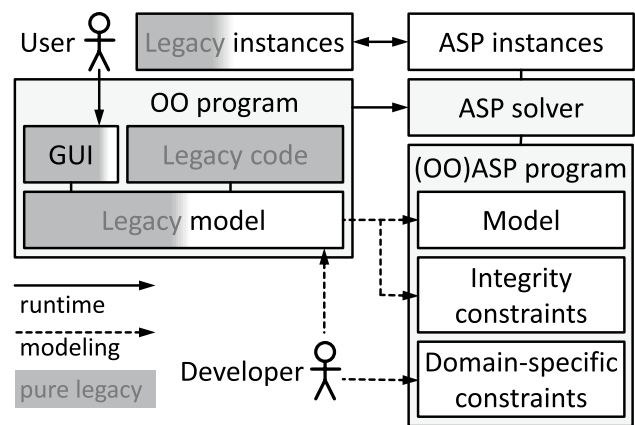 User
Legacy instances
ASP instances
OO program
ASP solver
GUI
Legacy code
(OO)ASP program
Legacy model
Model
Integrity
constraints
runtime
modeling
pure legacy
Developer
Domain-specific
constraints